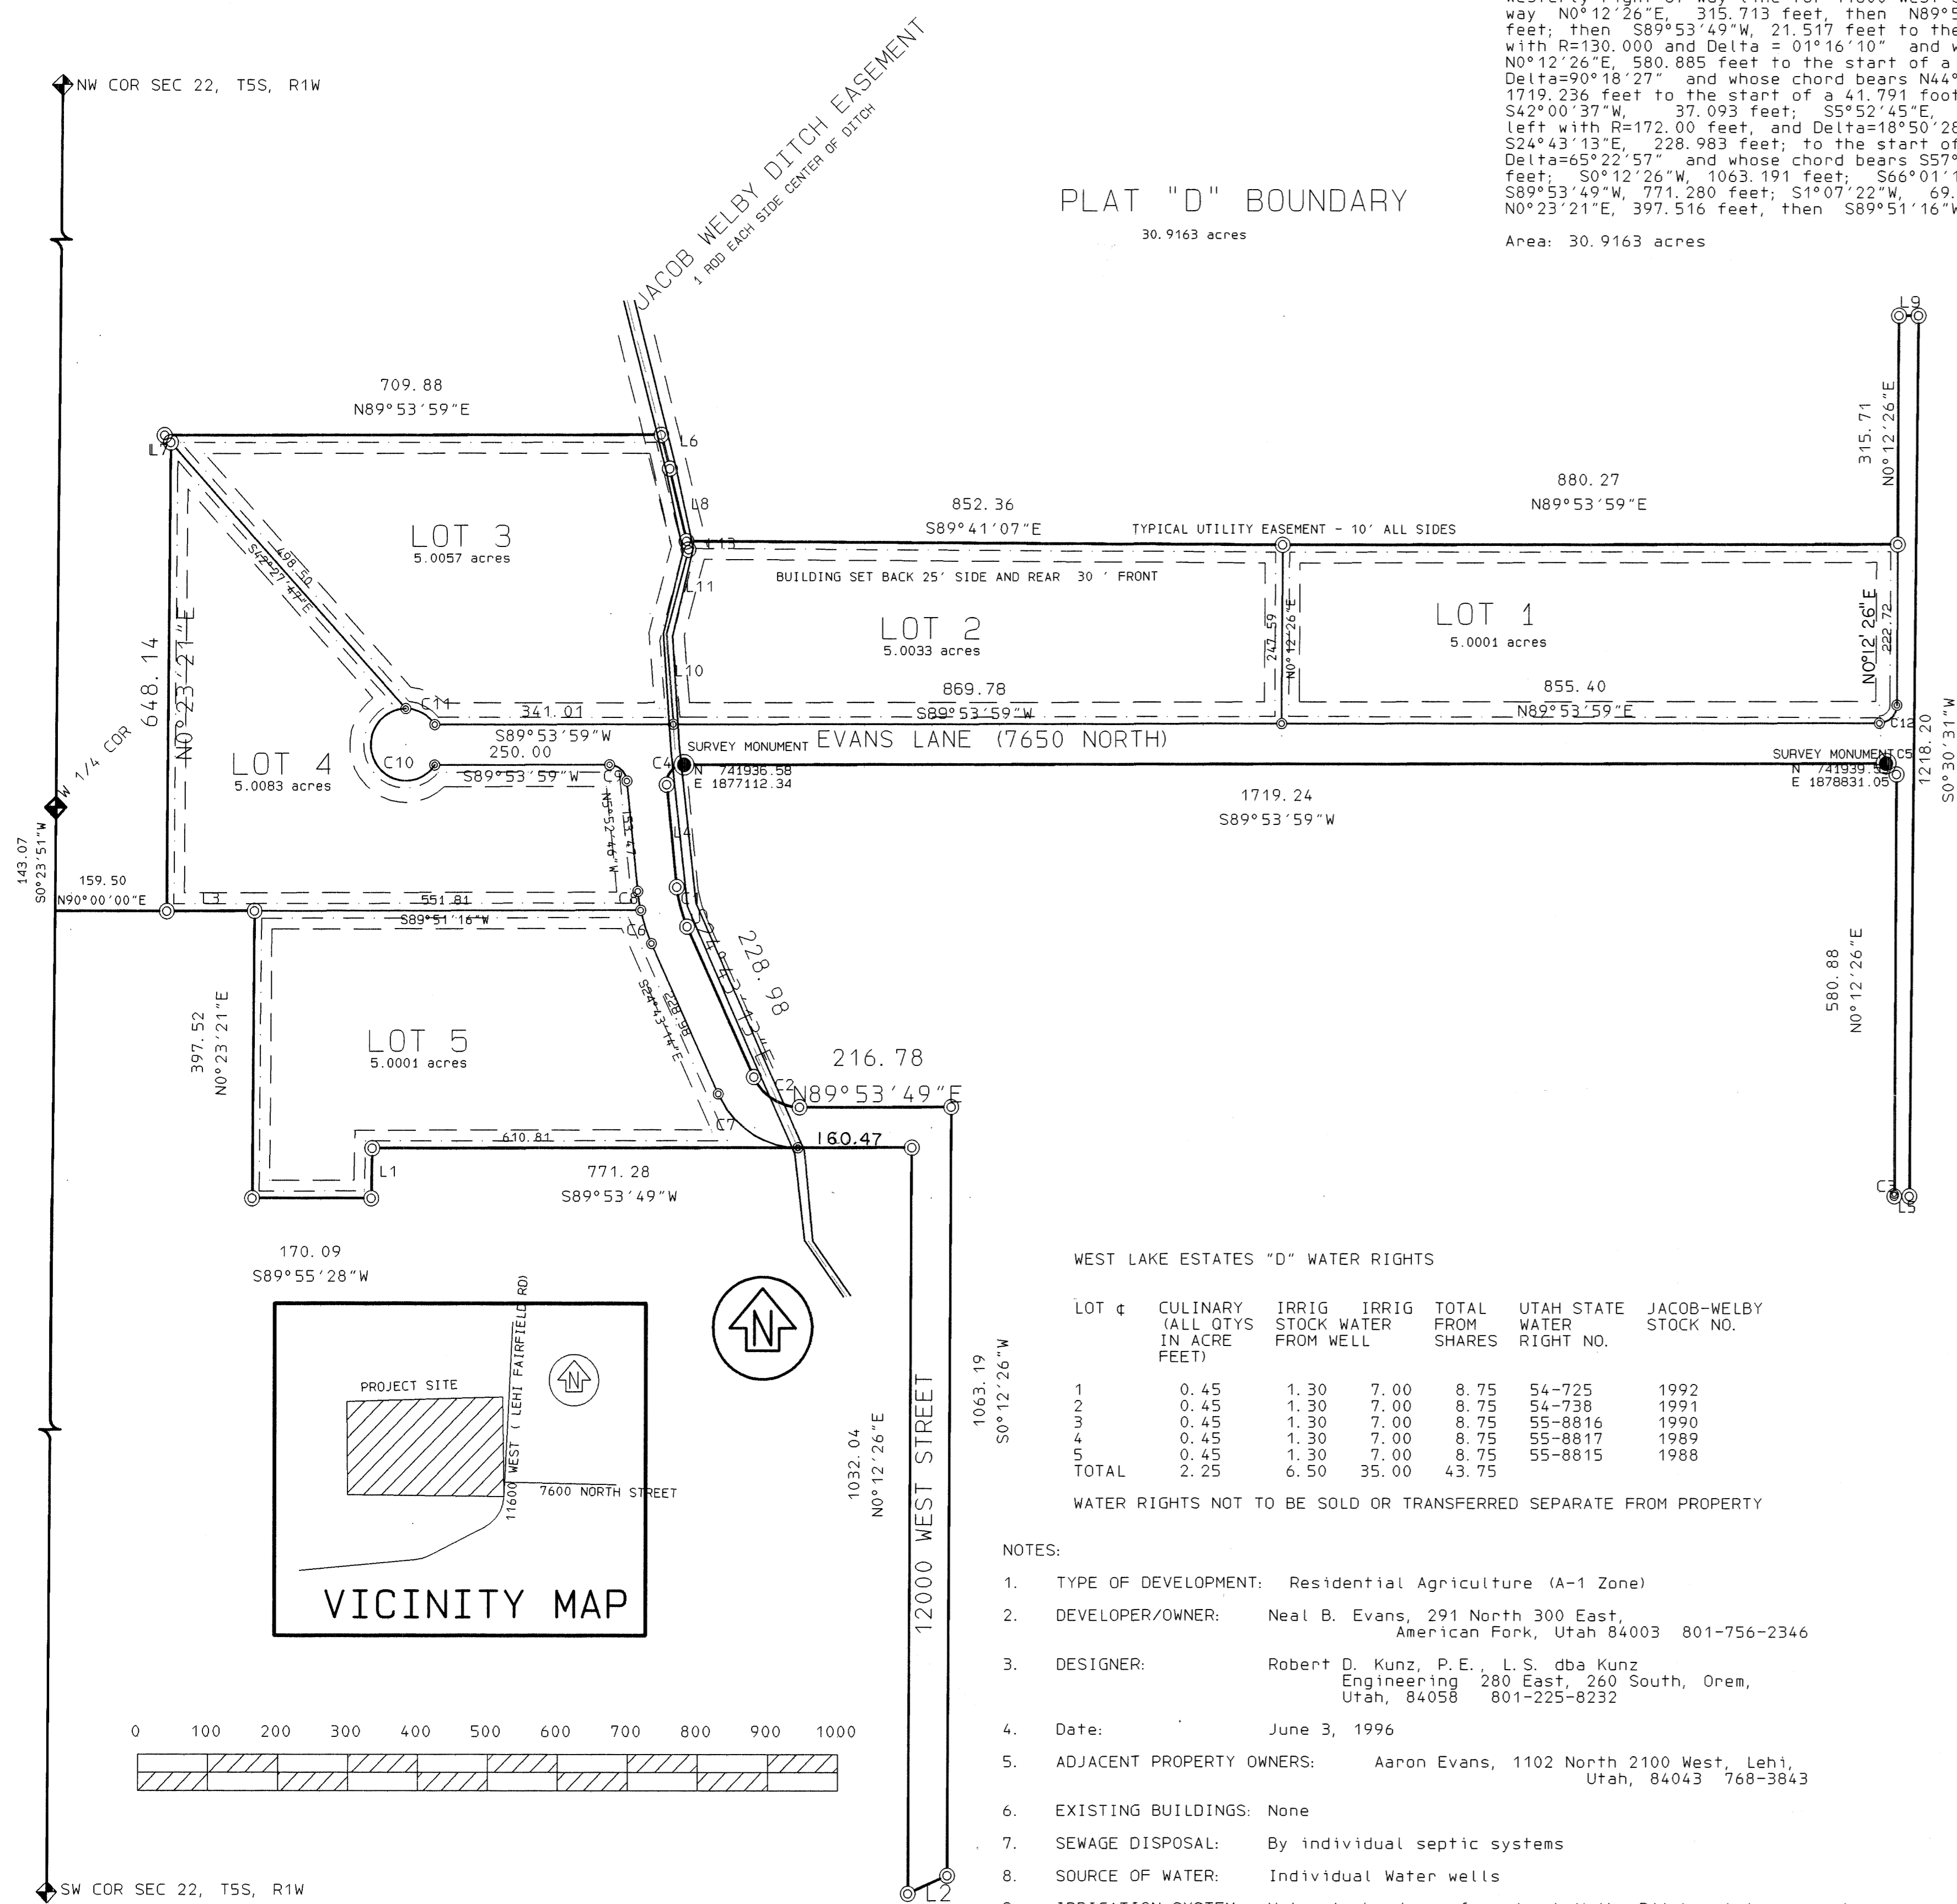 way N0°12'26"E, 315.713 feet, then
feet; then S89°53'49"W, 21.517 feet to the
with R=130.000 and Delta = 01°16'10" and
N0°12'26"E, 580.885 feet to the start of a
Delta=90°18'27" and whose chord bears
1719.236 feet to the start of a 41.791
S42°00'37"W, 37.093 feet; S5°52'45"E,
left with R=172.00 feet, and
S24°43'13"E, 228.983 feet; to the start of
Delta=65°22'57" and whose chord bears
feet; S0°12'26"W, 1063.191 feet;
S89°53'49"W, 771.280 feet; S1°07'22"W,
N0°23'21"E, 397.516 feet, then
Area: 30.9163 acres
NW COR SEC 22, T5S, R1W
JACOB WELBY DITCH EASEMENT
1 ROD EACH SIDE CENTER OF DITCH
PLAT "D" BOUNDARY
30.9163 acres
L9
709.88
N89°53'59"E
L6
L7
L8
315.71
N0°12'26"E
880.27
N89°53'59"E
852.36
S89°41'07"E
TYPICAL UTILITY EASEMENT - 10' ALL SIDES
LOT 3
5.0057 acres
498.50
S42°27'47"E
L13
BUILDING SET BACK 25' SIDE AND REAR 30 ' FRONT
L11
LOT 2
5.0033 acres
247.59
N0°12'26"E
LOT 1
5.0001 acres
N0°12'26"E
222.72
648.14
N0°23'21"E
L10
869.78
S89°53'59"W
855.40
N89°53'59"E
C11
341.01
S89°53'59"W
C12
W 1/4 COR
LOT 4
5.0083 acres
C10
250.00
S89°53'59"W
C9
C4
SURVEY MONUMENT
EVANS LANE (7650 NORTH)
N 741936.58
E 1877112.34
SURVEY MONUMENT
C5
E 1878831.05
1218.20
S0°30'31"W
1719.24
S89°53'59"W
N5°52'46"W
153.47
L4
143.07
S0°23'51"W
159.50
N90°00'00"E
L3
551.81
S89°51'16"W
C8
C1
C6
228.98
580.88
N0°12'26"E
397.52
N0°23'21"E
LOT 5
5.0001 acres
228.98
S24°43'14"E
216.78
N89°53'49"E
C2
C7
610.81
160.47
L1
771.28
S89°53'49"W
C3
L5
170.09
S89°55'28"W
PROJECT SITE
11600 WEST ( LEHI FAIRFIELD RD)
N
7600 NORTH STREET
VICINITY MAP
N
1063.19
S0°12'26"W
1032.04
N0°12'26"E
12000 WEST STREET
L2
WEST LAKE ESTATES "D" WATER RIGHTS
LOT ¢ CULINARY IRRIG IRRIG TOTAL UTAH STATE JACOB-WELBY
(ALL QTYS STOCK WATER FROM WATER STOCK NO.
IN ACRE FROM WELL SHARES RIGHT NO.
FEET)
1 0.45 1.30 7.00 8.75 54-725 1992
2 0.45 1.30 7.00 8.75 54-738 1991
3 0.45 1.30 7.00 8.75 55-8816 1990
4 0.45 1.30 7.00 8.75 55-8817 1989
5 0.45 1.30 7.00 8.75 55-8815 1988
TOTAL 2.25 6.50 35.00 43.75
WATER RIGHTS NOT TO BE SOLD OR TRANSFERRED SEPARATE FROM PROPERTY
NOTES:
1. TYPE OF DEVELOPMENT: Residential Agriculture (A-1 Zone)
2. DEVELOPER/OWNER: Neal B. Evans, 291 North 300 East,
American Fork, Utah 84003 801-756-2346
3. DESIGNER: Robert D. Kunz, P.E., L.S. dba Kunz
Engineering 280 East, 260 South, Orem,
Utah, 84058 801-225-8232
4. Date: June 3, 1996
5. ADJACENT PROPERTY OWNERS: Aaron Evans, 1102 North 2100 West, Lehi,
Utah, 84043 768-3843
6. EXISTING BUILDINGS: None
7. SEWAGE DISPOSAL: By individual septic systems
8. SOURCE OF WATER: Individual Water wells
0 100 200 300 400 500 600 700 800 900 1000
SW COR SEC 22, T5S, R1W